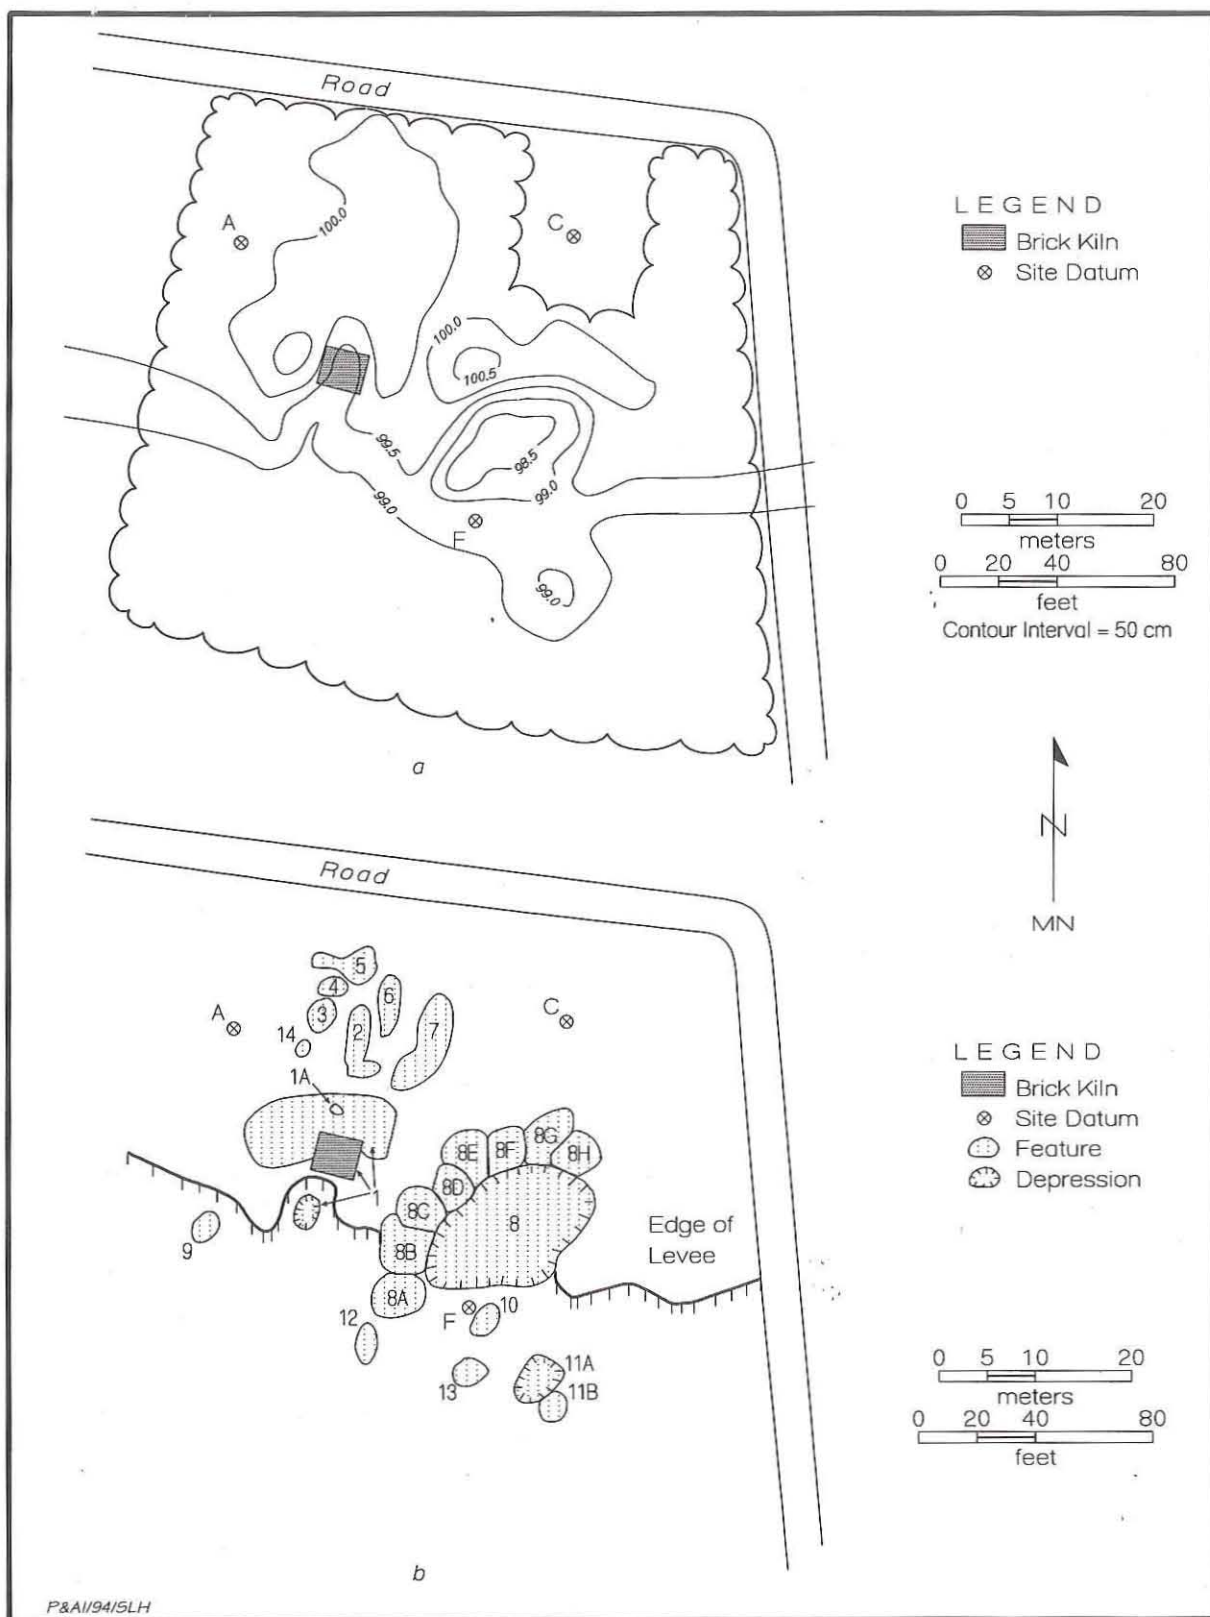 Road
A
C
100.0
100.0
100.5
99.5
98.5
99.0
99.0
F
99.0
a
LEGEND
Brick Kiln
Site Datum
0 5 10 20
meters
0 20 40 80
feet
Contour Interval = 50 cm
N
MN
Road
5
4
6
3
2
7
A
C
14
1A
8G
8F
8E
8H
8D
1
8C
8
9
8B
8A
Edge of
Levee
F
10
12
13
11A
11B
b
LEGEND
Brick Kiln
Site Datum
Feature
Depression
0 5 10 20
meters
0 20 40 80
feet
P&AI/94/SLH